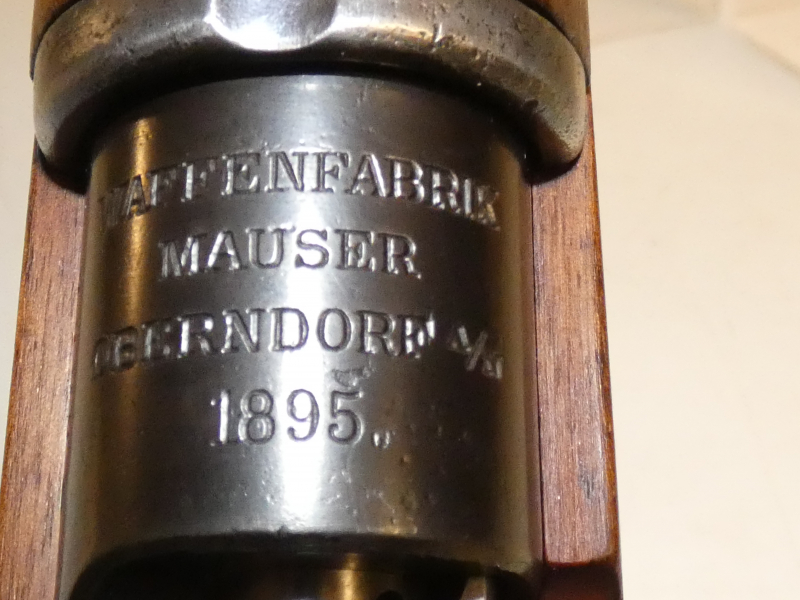 WAFFENFABRIK
MAUSER
OBERNDORF A/N
1895.